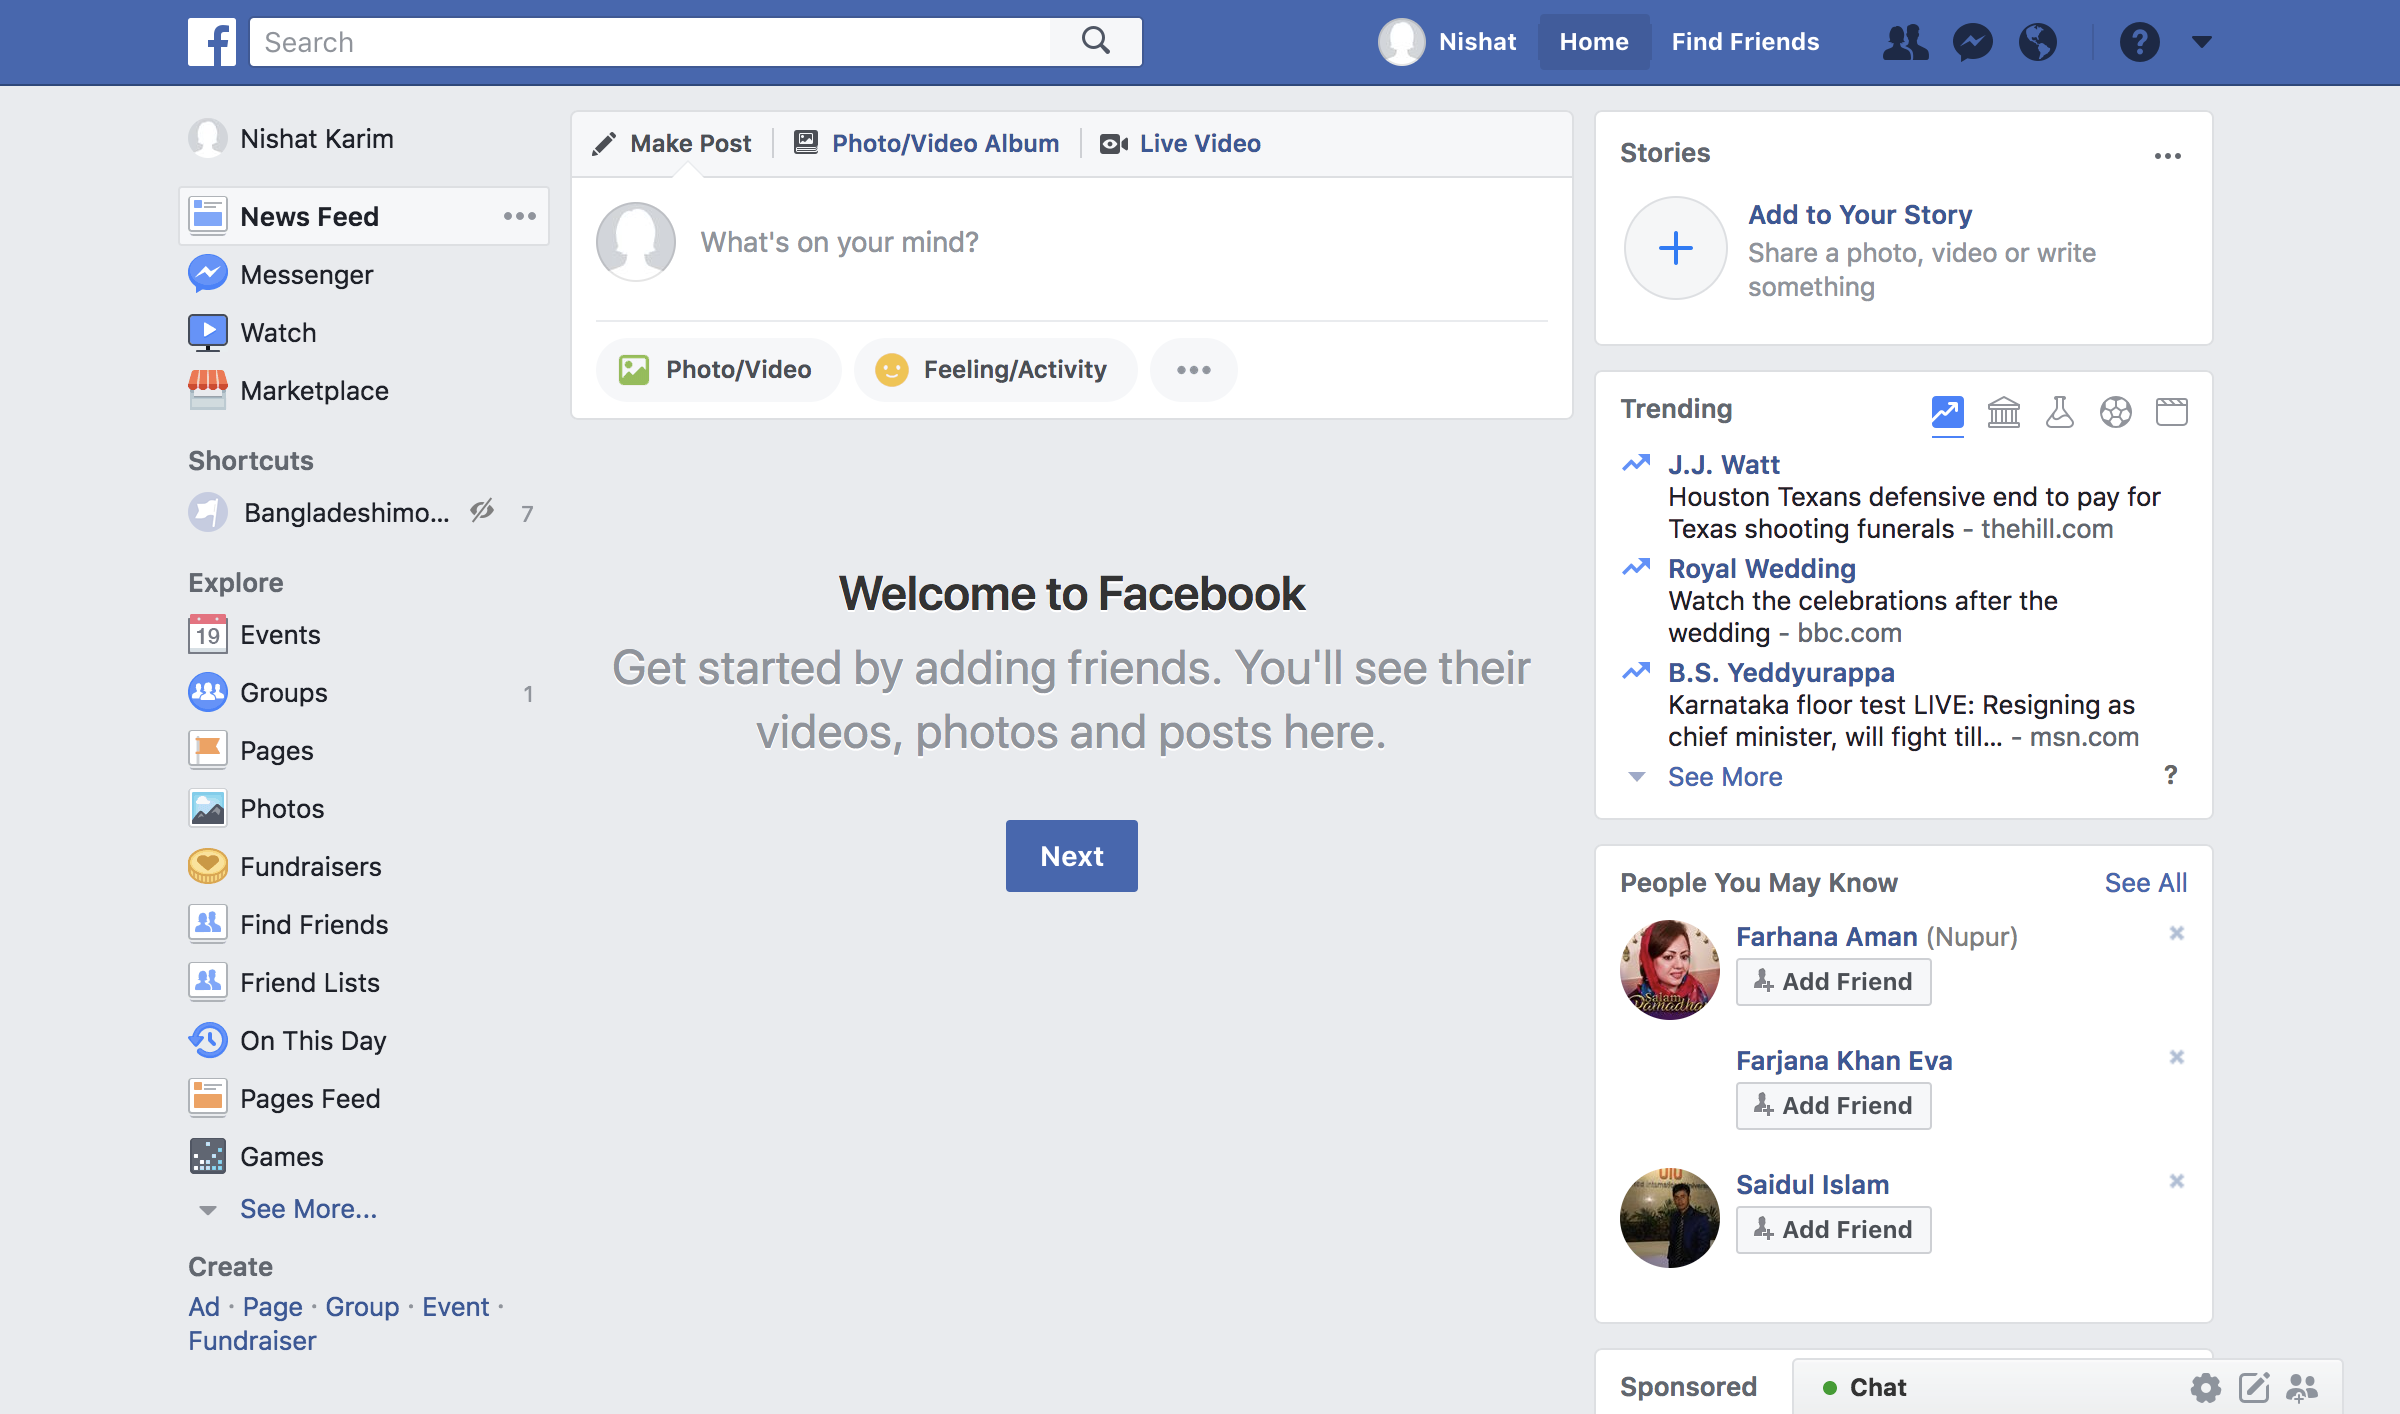 Search
Nishat
Home
Find Friends
Nishat Karim
News Feed
Messenger
Watch
Marketplace
Shortcuts
Bangladeshimo... 7
Explore
19 Events
Groups 1
Pages
Photos
Fundraisers
Find Friends
Friend Lists
On This Day
Pages Feed
Games
See More...
Create
Ad · Page · Group · Event ·
Fundraiser
Make Post
Photo/Video Album
Live Video
What's on your mind?
Photo/Video
Feeling/Activity
Welcome to Facebook
Get started by adding friends. You'll see their
videos, photos and posts here.
Next
Stories
Add to Your Story
Share a photo, video or write
something
Trending
J.J. Watt
Houston Texans defensive end to pay for
Texas shooting funerals - thehill.com
Royal Wedding
Watch the celebrations after the
wedding - bbc.com
B.S. Yeddyurappa
Karnataka floor test LIVE: Resigning as
chief minister, will fight till... - msn.com
See More ?
People You May Know See All
Farhana Aman (Nupur)
Add Friend
Salam
Farjana Khan Eva
Add Friend
Saidul Islam
Add Friend
Sponsored
Chat